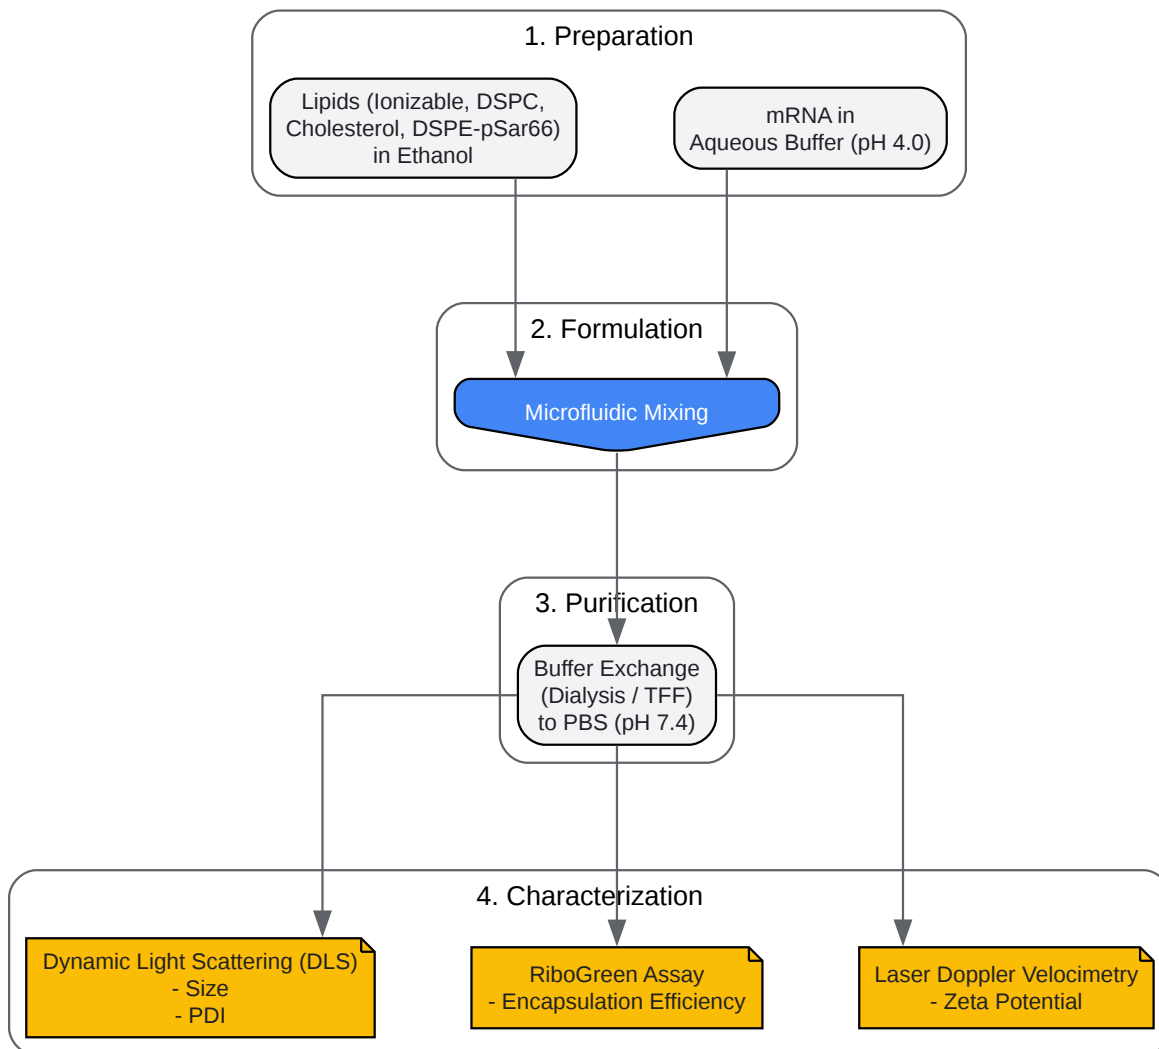 1. Preparation
Lipids (Ionizable, DSPC,
Cholesterol, DSPE-pSar66)
in Ethanol
mRNA in
Aqueous Buffer (pH 4.0)
2. Formulation
Microfluidic Mixing
3. Purification
Buffer Exchange
(Dialysis / TFF)
to PBS (pH 7.4)
4. Characterization
Dynamic Light Scattering (DLS)
- Size
- PDI
RiboGreen Assay
- Encapsulation Efficiency
Laser Doppler Velocimetry
- Zeta Potential